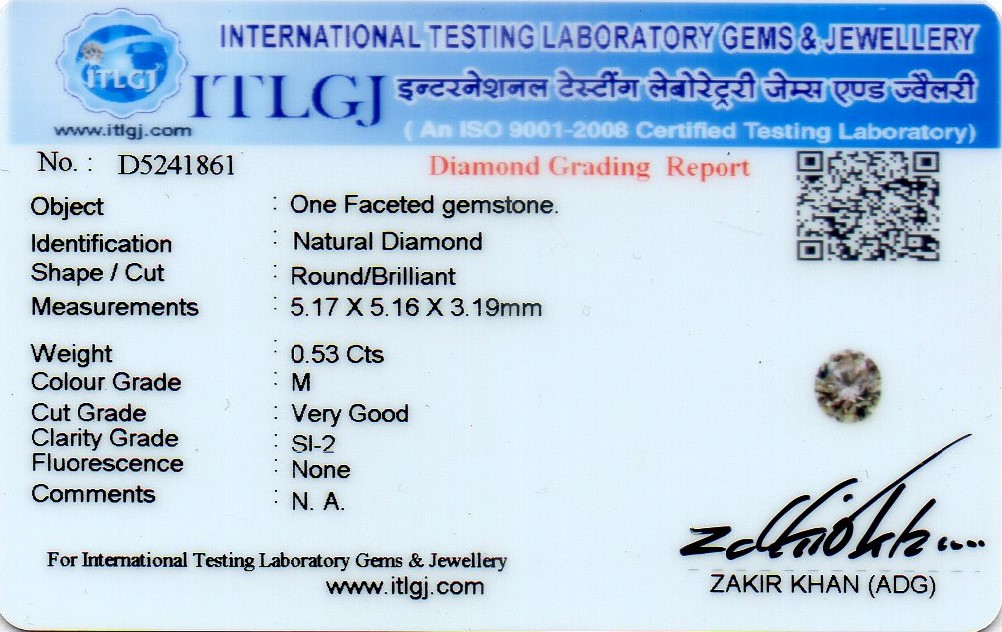 INTERNATIONAL TESTING LABORATORY GEMS & JEWELLERY
ITLGJ
ITLGJ
इन्टरनेशनल टेस्टींग लेबोरेट्ररी जेम्स एण्ड ज्वैलरी
www.itlgj.com
( An ISO 9001-2008 Certified Testing Laboratory)
No. : D5241861
Diamond Grading Report
Object : One Faceted gemstone.
Identification : Natural Diamond
Shape / Cut : Round/Brilliant
Measurements : 5.17 X 5.16 X 3.19mm
Weight : 0.53 Cts
Colour Grade : M
Cut Grade : Very Good
Clarity Grade : SI-2
Fluorescence : None
Comments : N. A.
For International Testing Laboratory Gems & Jewellery
www.itlgj.com
ZAKIR KHAN (ADG)